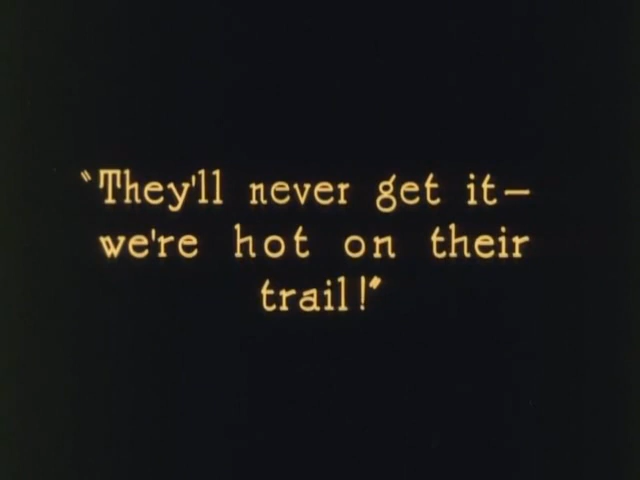 "They'll never get it—
we're hot on their
trail!"